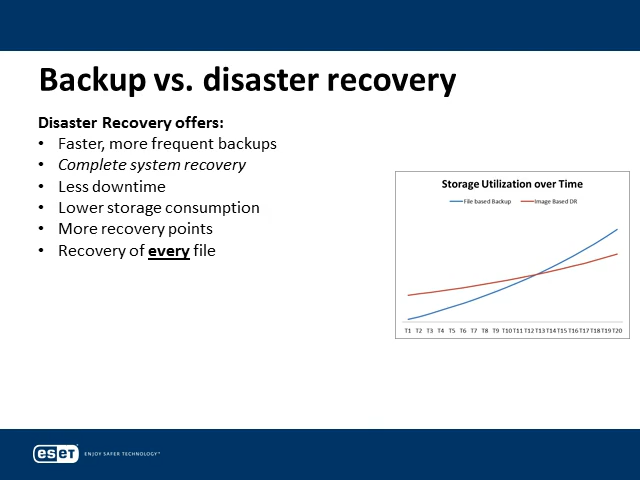 Backup vs. disaster recovery
Disaster Recovery offers:
• Faster, more frequent backups
• Complete system recovery
• Less downtime
• Lower storage consumption
• More recovery points
• Recovery of every file
Storage Utilization over Time
File based Backup Image Based DR
T1 T2 T3 T4 T5 T6 T7 T8 T9 T10 T11 T12 T13 T14 T15 T16 T17 T18 T19 T20
eset ENJOY SAFER TECHNOLOGY™